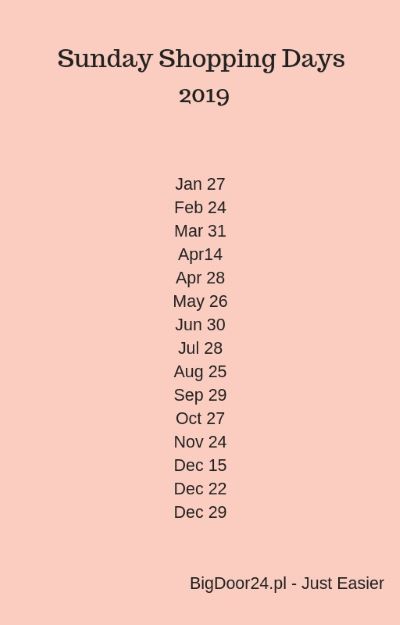 Sunday Shopping Days
2019
Jan 27
Feb 24
Mar 31
Apr14
Apr 28
May 26
Jun 30
Jul 28
Aug 25
Sep 29
Oct 27
Nov 24
Dec 15
Dec 22
Dec 29
BigDoor24.pl - Just Easier